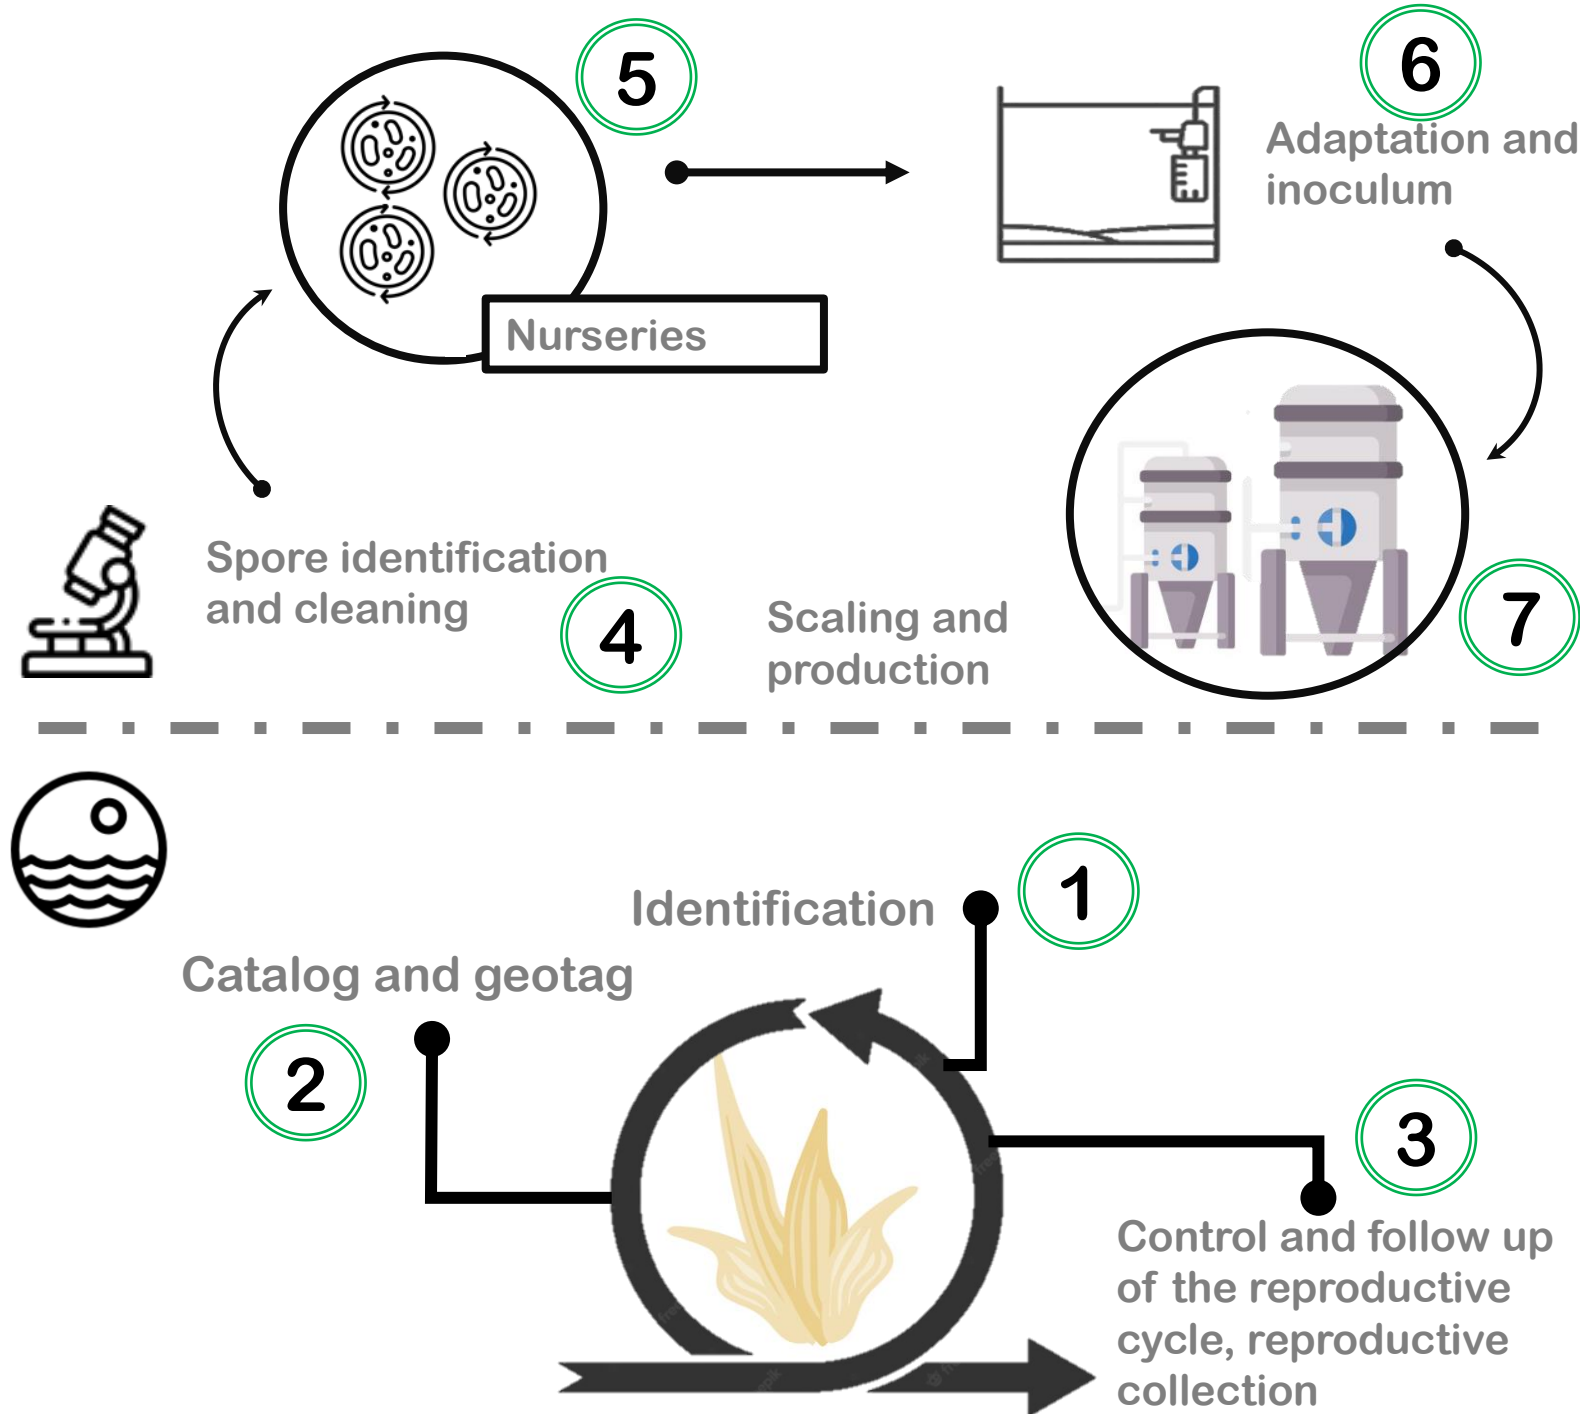 5
6
Adaptation and
inoculum
Nurseries
Spore identification
and cleaning
4
Scaling and
production
7
Identification
1
Catalog and geotag
2
3
Control and follow up
of the reproductive
cycle, reproductive
collection